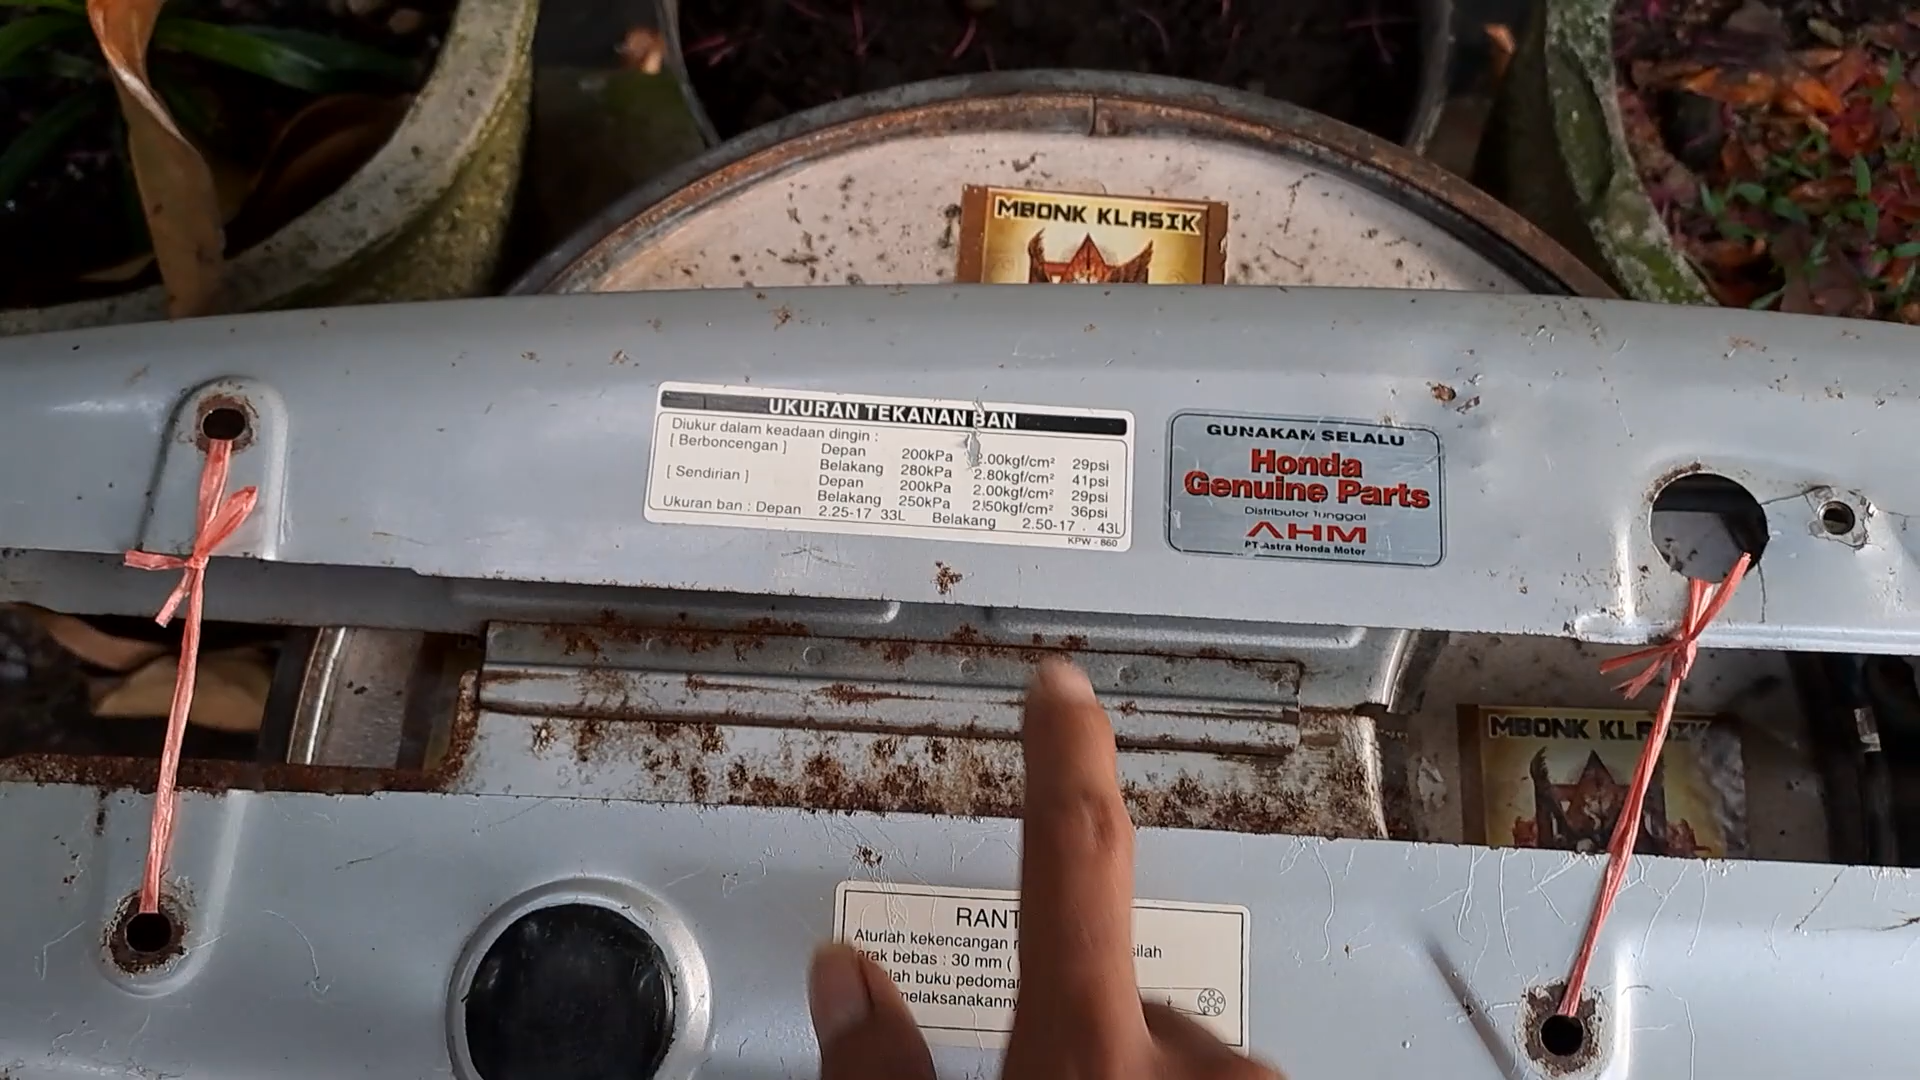 MBONK KLASIK
UKURAN TEKANAN BAN
Diukur dalam keadaan dingin :
[ Berboncengan ] Depan 200kPa 2.00kgf/cm² 29psi
Belakang 280kPa 2.80kgf/cm² 41psi
[ Sendirian ] Depan 200kPa 2.00kgf/cm² 29psi
Belakang 250kPa 2.50kgf/cm² 36psi
Ukuran ban : Depan 2.25-17 33L Belakang 2.50-17 43L
KPW - 860
GUNAKAN SELALU
Honda
Genuine Parts
Distributor Tunggal
AHM
PT Astra Honda Motor
MBONK KLASIK
RANT
Aturlah kekencangan
bebas : 30 mm (
buku